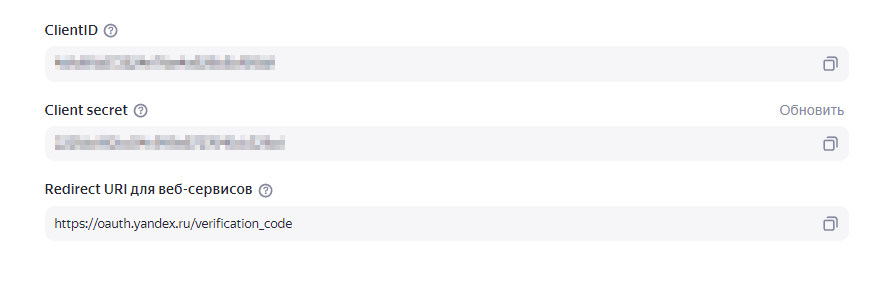 ClientID
Client secret
Обновить
Redirect URI для веб-сервисов
https://oauth.yandex.ru/verification_code